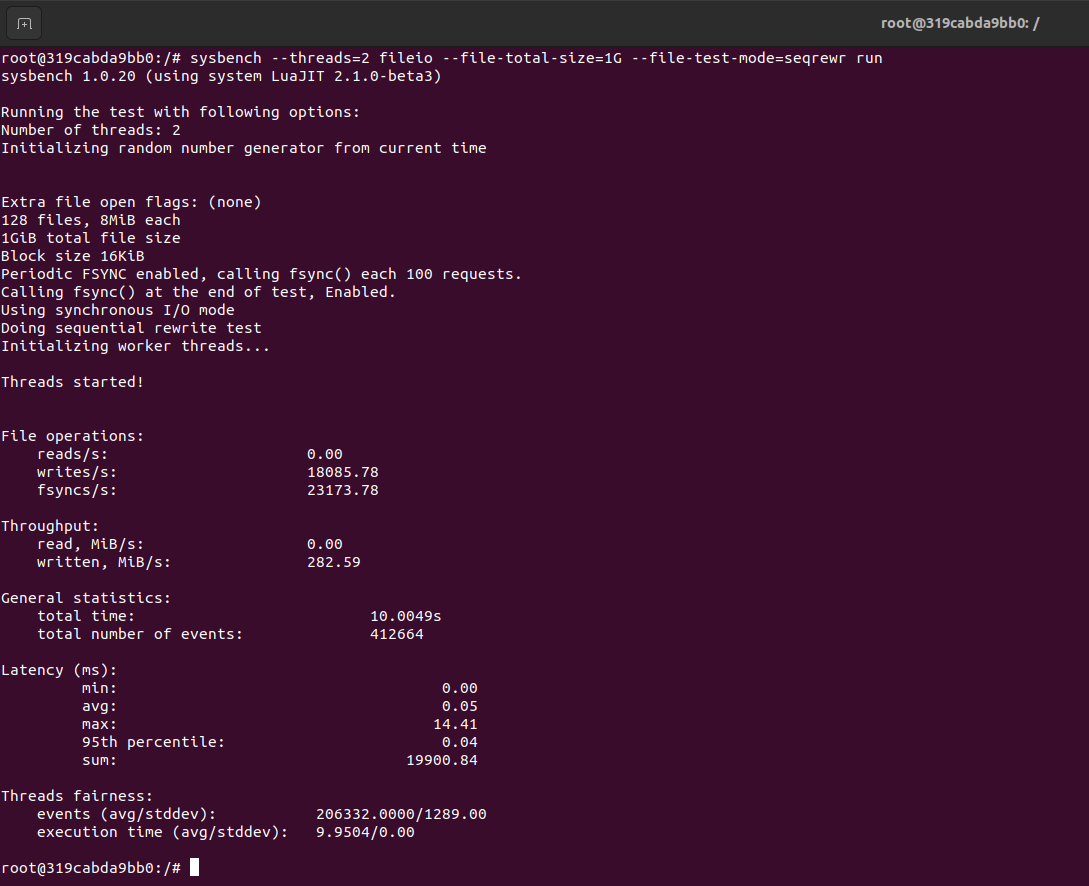 root@319cabda9bb0: /
root@319cabda9bb0:/# sysbench --threads=2 fileio --file-total-size=1G --file-test-mode=seqrewr run
sysbench 1.0.20 (using system LuaJIT 2.1.0-beta3)
Running the test with following options:
Number of threads: 2
Initializing random number generator from current time
Extra file open flags: (none)
128 files, 8MiB each
1GiB total file size
Block size 16KiB
Periodic FSYNC enabled, calling fsync() each 100 requests.
Calling fsync() at the end of test, Enabled.
Using synchronous I/O mode
Doing sequential rewrite test
Initializing worker threads...
Threads started!
File operations:
reads/s: 0.00
writes/s: 18085.78
fsyncs/s: 23173.78
Throughput:
read, MiB/s: 0.00
written, MiB/s: 282.59
General statistics:
total time: 10.0049s
total number of events: 412664
Latency (ms):
min: 0.00
avg: 0.05
max: 14.41
95th percentile: 0.04
sum: 19900.84
Threads fairness:
events (avg/stddev): 206332.0000/1289.00
execution time (avg/stddev): 9.9504/0.00
root@319cabda9bb0:/#